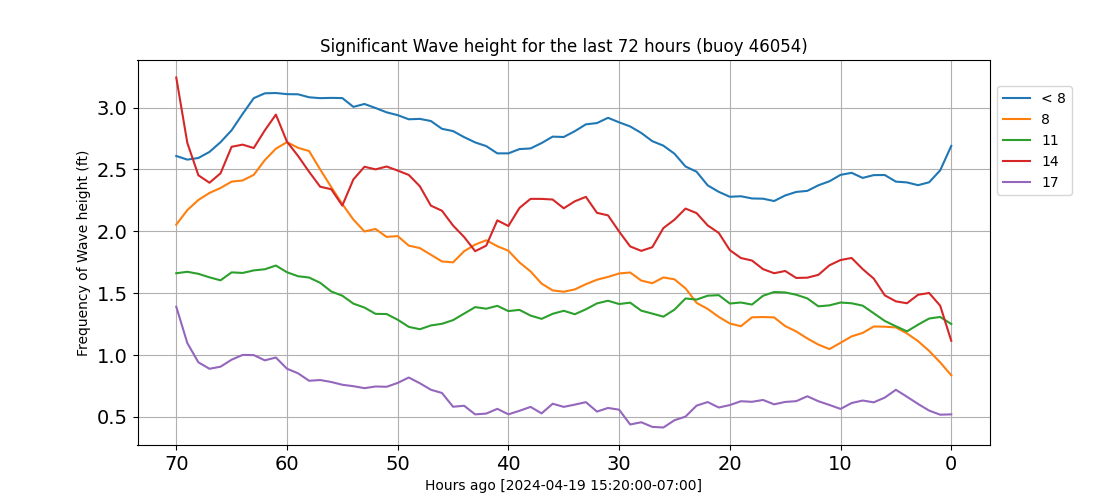 Significant Wave height for the last 72 hours (buoy 46054)
Frequency of Wave height (ft)
3.0
2.5
2.0
1.5
1.0
0.5
70 60 50 40 30 20 10 0
Hours ago [2024-04-19 15:20:00-07:00]
< 8
8
11
14
17